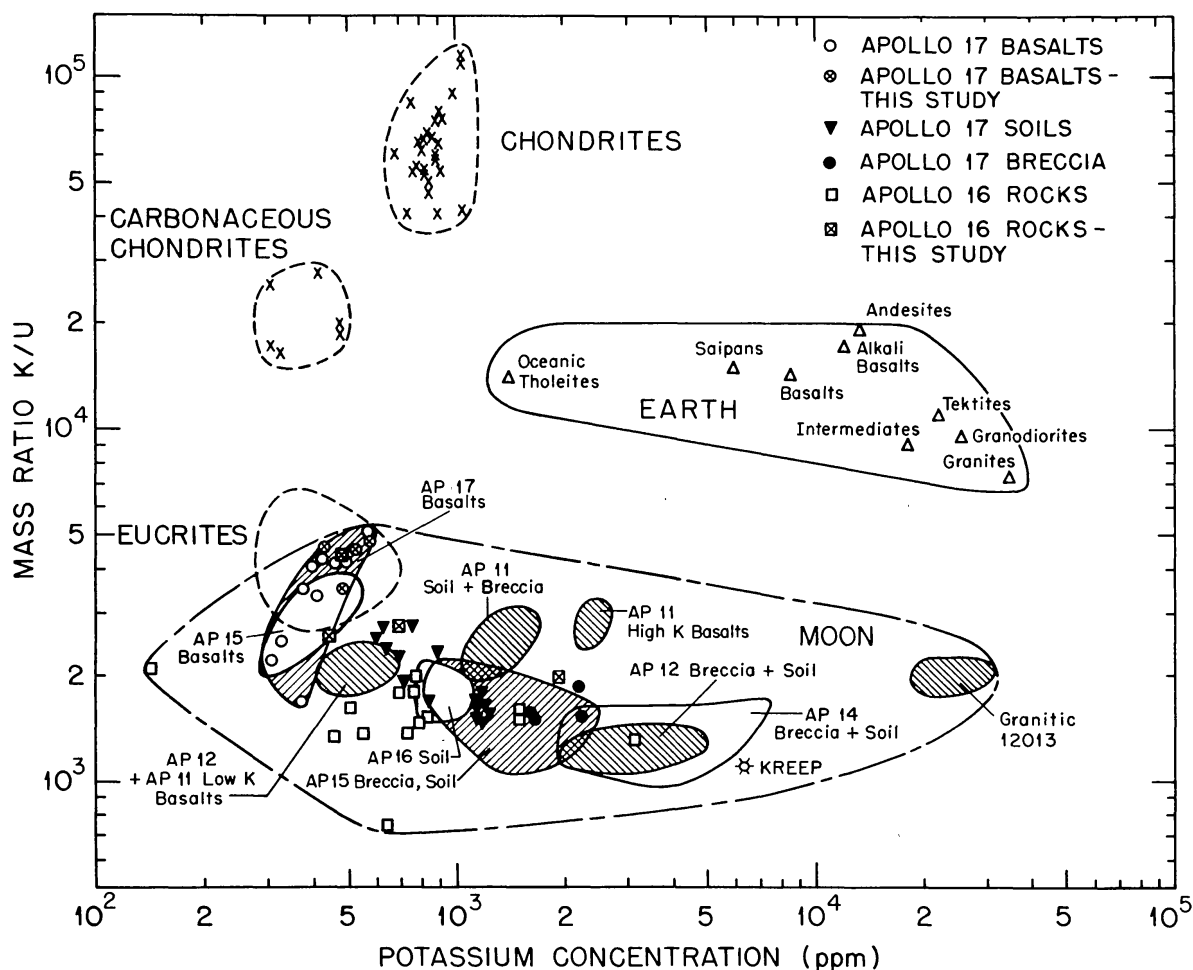 APOLLO 17 BASALTS
APOLLO 17 BASALTS-
THIS STUDY
APOLLO 17 SOILS
APOLLO 17 BRECCIA
APOLLO 16 ROCKS
APOLLO 16 ROCKS-
THIS STUDY
CHONDRITES
CARBONACEOUS
CHONDRITES
Andesites
Alkali
Basalts
Saipans
Basalts
Oceanic
Tholeites
EARTH
Tektites
Intermediates
Granodiorites
Granites
AP 17
Basalts
EUCRITES
AP 11
Soil + Breccia
AP 11
High K Basalts
MOON
AP 15
Basalts
AP 12 Breccia + Soil
AP 14
Breccia + Soil
Granitic
12013
AP 12
+ AP 11 Low K
Basalts
AP16 Soil
AP15 Breccia, Soil
KREEP
MASS RATIO K/U
10^5
5
2
10^4
5
2
10^3
10^2
2
5
10^3
2
5
10^4
2
5
10^5
POTASSIUM CONCENTRATION (ppm)